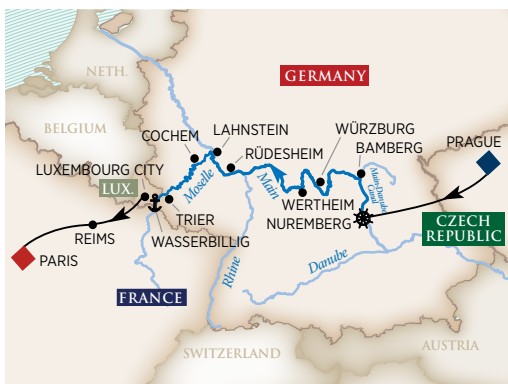 NETH.
GERMANY
BELGIUM
COCHEM
LAHNSTEIN
WÜRZBURG
PRAGUE
RÜDESHEIM
BAMBERG
LUXEMBOURG CITY
Moselle
Main
Main-Danube
Canal
LUX.
TRIER
WERTHEIM
NUREMBERG
CZECH
REPUBLIC
REIMS
WASSERBILLIG
PARIS
Rhine
Danube
FRANCE
SWITZERLAND
AUSTRIA